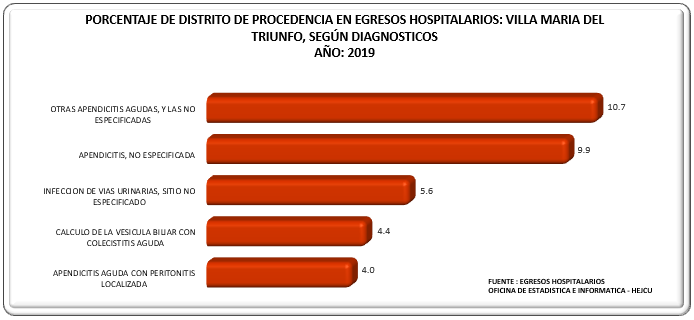 PORCENTAJE DE DISTRITO DE PROCEDENCIA EN EGRESOS HOSPITALARIOS: VILLA MARIA DEL
TRIUNFO, SEGÚN DIAGNOSTICOS
AÑO: 2019
OTRAS APENDICITIS AGUDAS, Y LAS NO
ESPECIFICADAS
10.7
APENDICITIS, NO ESPECIFICADA
9.9
INFECCION DE VIAS URINARIAS, SITIO NO
ESPECIFICADO
5.6
CALCULO DE LA VESICULA BILIAR CON
COLECISTITIS AGUDA
4.4
APENDICITIS AGUDA CON PERITONITIS
LOCALIZADA
4.0
FUENTE : EGRESOS HOSPITALARIOS
OFICINA DE ESTADISTICA E INFORMATICA - HEJCU